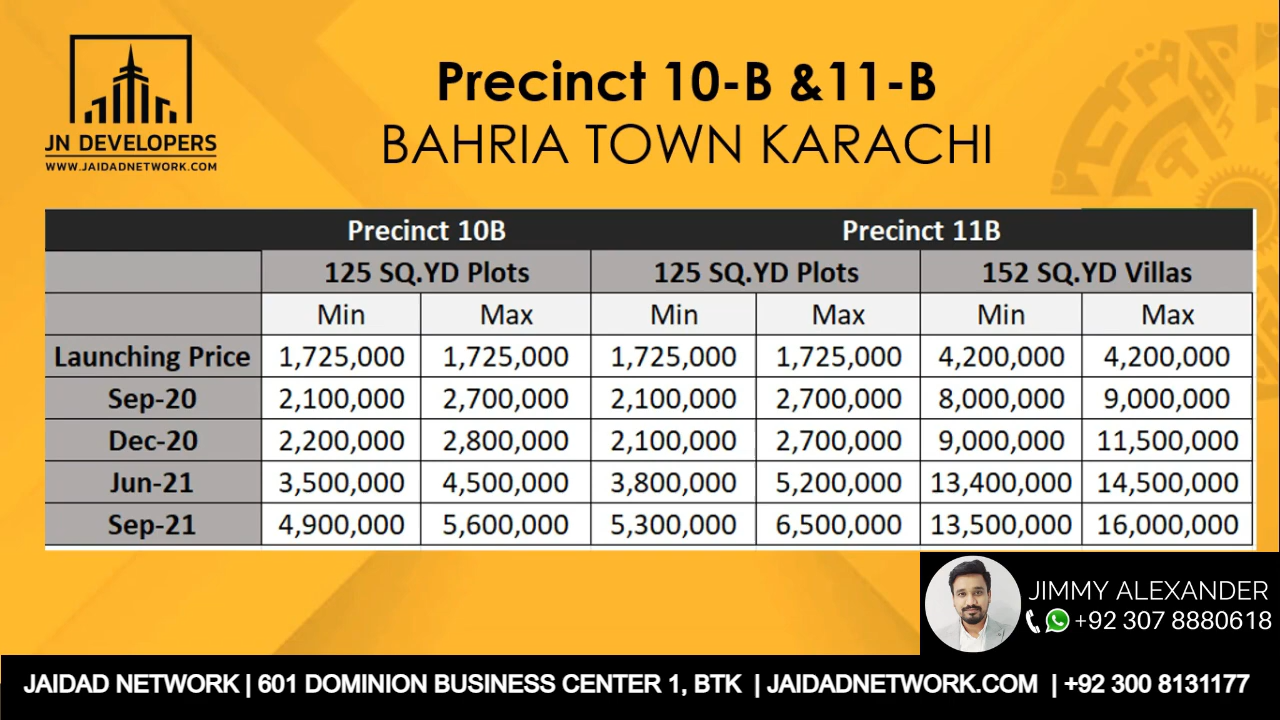 JN DEVELOPERS
WWW.JAIDADNETWORK.COM
Precinct 10-B &11-B
BAHRIA TOWN KARACHI
Precinct 10B Precinct 11B
125 SQ.YD Plots 125 SQ.YD Plots 152 SQ.YD Villas
Min Max Min Max Min Max
Launching Price 1,725,000 1,725,000 1,725,000 1,725,000 4,200,000 4,200,000
Sep-20 2,100,000 2,700,000 2,100,000 2,700,000 8,000,000 9,000,000
Dec-20 2,200,000 2,800,000 2,100,000 2,700,000 9,000,000 11,500,000
Jun-21 3,500,000 4,500,000 3,800,000 5,200,000 13,400,000 14,500,000
Sep-21 4,900,000 5,600,000 5,300,000 6,500,000 13,500,000 16,000,000
JIMMY ALEXANDER
+92 307 8880618
JAIDAD NETWORK | 601 DOMINION BUSINESS CENTER 1, BTK | JAIDADNETWORK.COM | +92 300 8131177